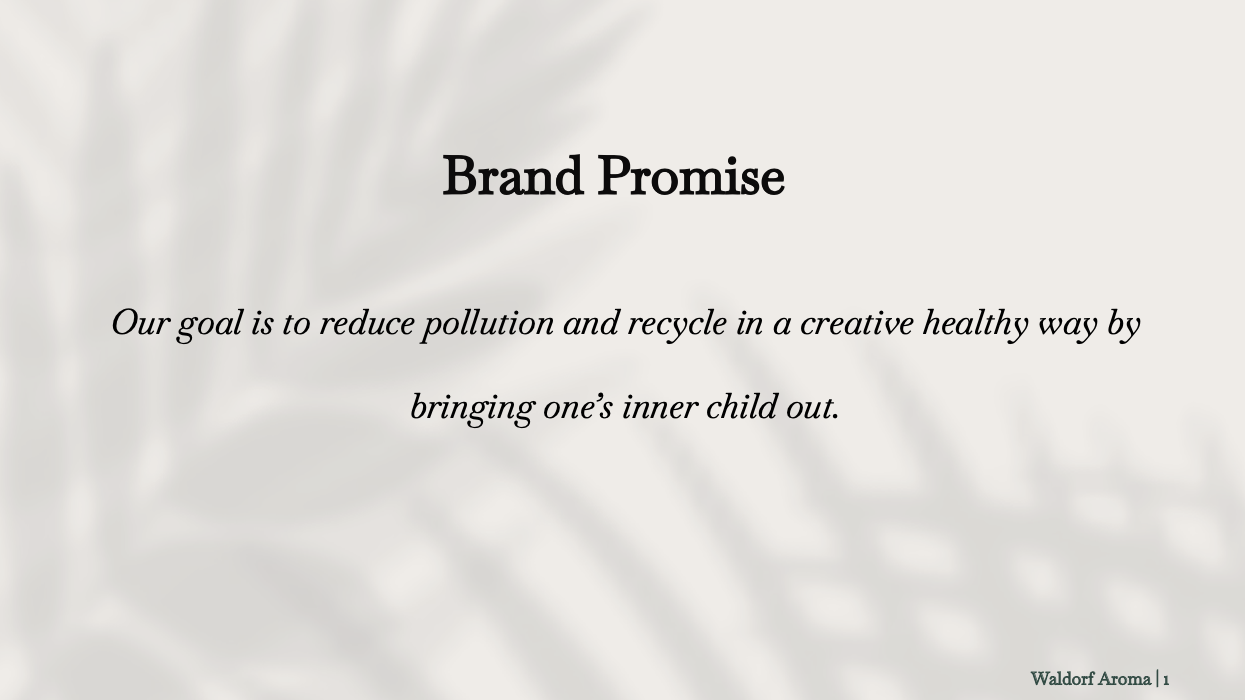 Brand Promise
Our goal is to reduce pollution and recycle in a creative healthy way by
bringing one’s inner child out.
Waldorf Aroma | 1